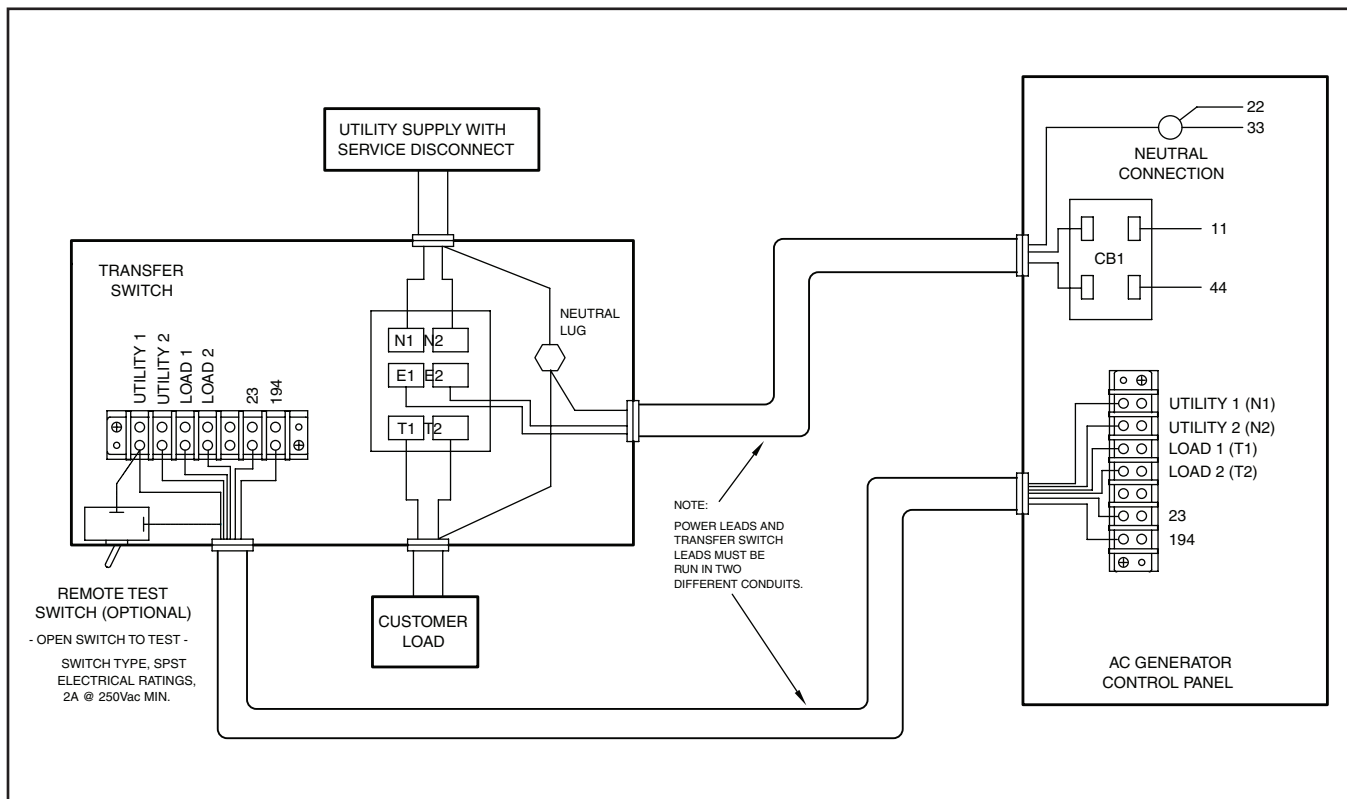 UTILITY SUPPLY WITH
SERVICE DISCONNECT
TRANSFER
SWITCH
UTILITY 1
UTILITY 2
LOAD 1
LOAD 2
23
194
N1
N2
E1
E2
T1
T2
NEUTRAL
LUG
REMOTE TEST
SWITCH (OPTIONAL)
- OPEN SWITCH TO TEST -
SWITCH TYPE, SPST
ELECTRICAL RATINGS,
2A @ 250Vac MIN.
CUSTOMER
LOAD
NOTE:
POWER LEADS AND
TRANSFER SWITCH
LEADS MUST BE
RUN IN TWO
DIFFERENT CONDUITS.
22
33
NEUTRAL
CONNECTION
11
CB1
44
UTILITY 1 (N1)
UTILITY 2 (N2)
LOAD 1 (T1)
LOAD 2 (T2)
23
194
AC GENERATOR
CONTROL PANEL